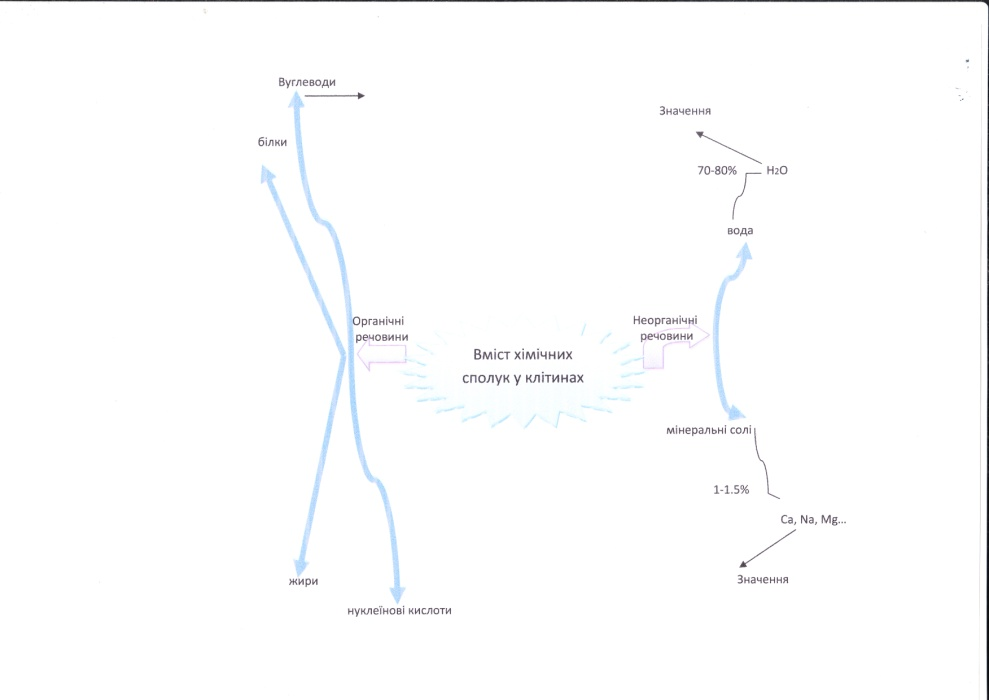 Вуглеводи
білки
Органічні
речовини
жири
нуклеїнові кислоти
Вміст хімічних
сполук у клітинах
Неорганічні
речовини
Значення
70-80%
H₂O
вода
мінеральні солі
1-1.5%
Ca, Na, Mg...
Значення